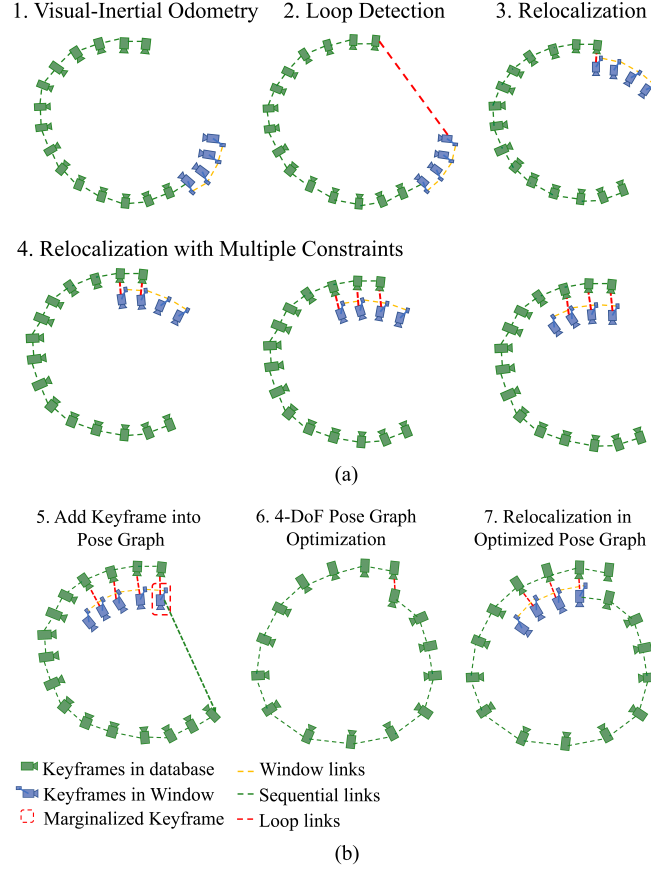 1. Visual-Inertial Odometry
2. Loop Detection
3. Relocalization
4. Relocalization with Multiple Constraints
(a)
5. Add Keyframe into
Pose Graph
6. 4-DoF Pose Graph
Optimization
7. Relocalization in
Optimized Pose Graph
Keyframes in database
Keyframes in Window
Marginalized Keyframe
Window links
Sequential links
Loop links
(b)